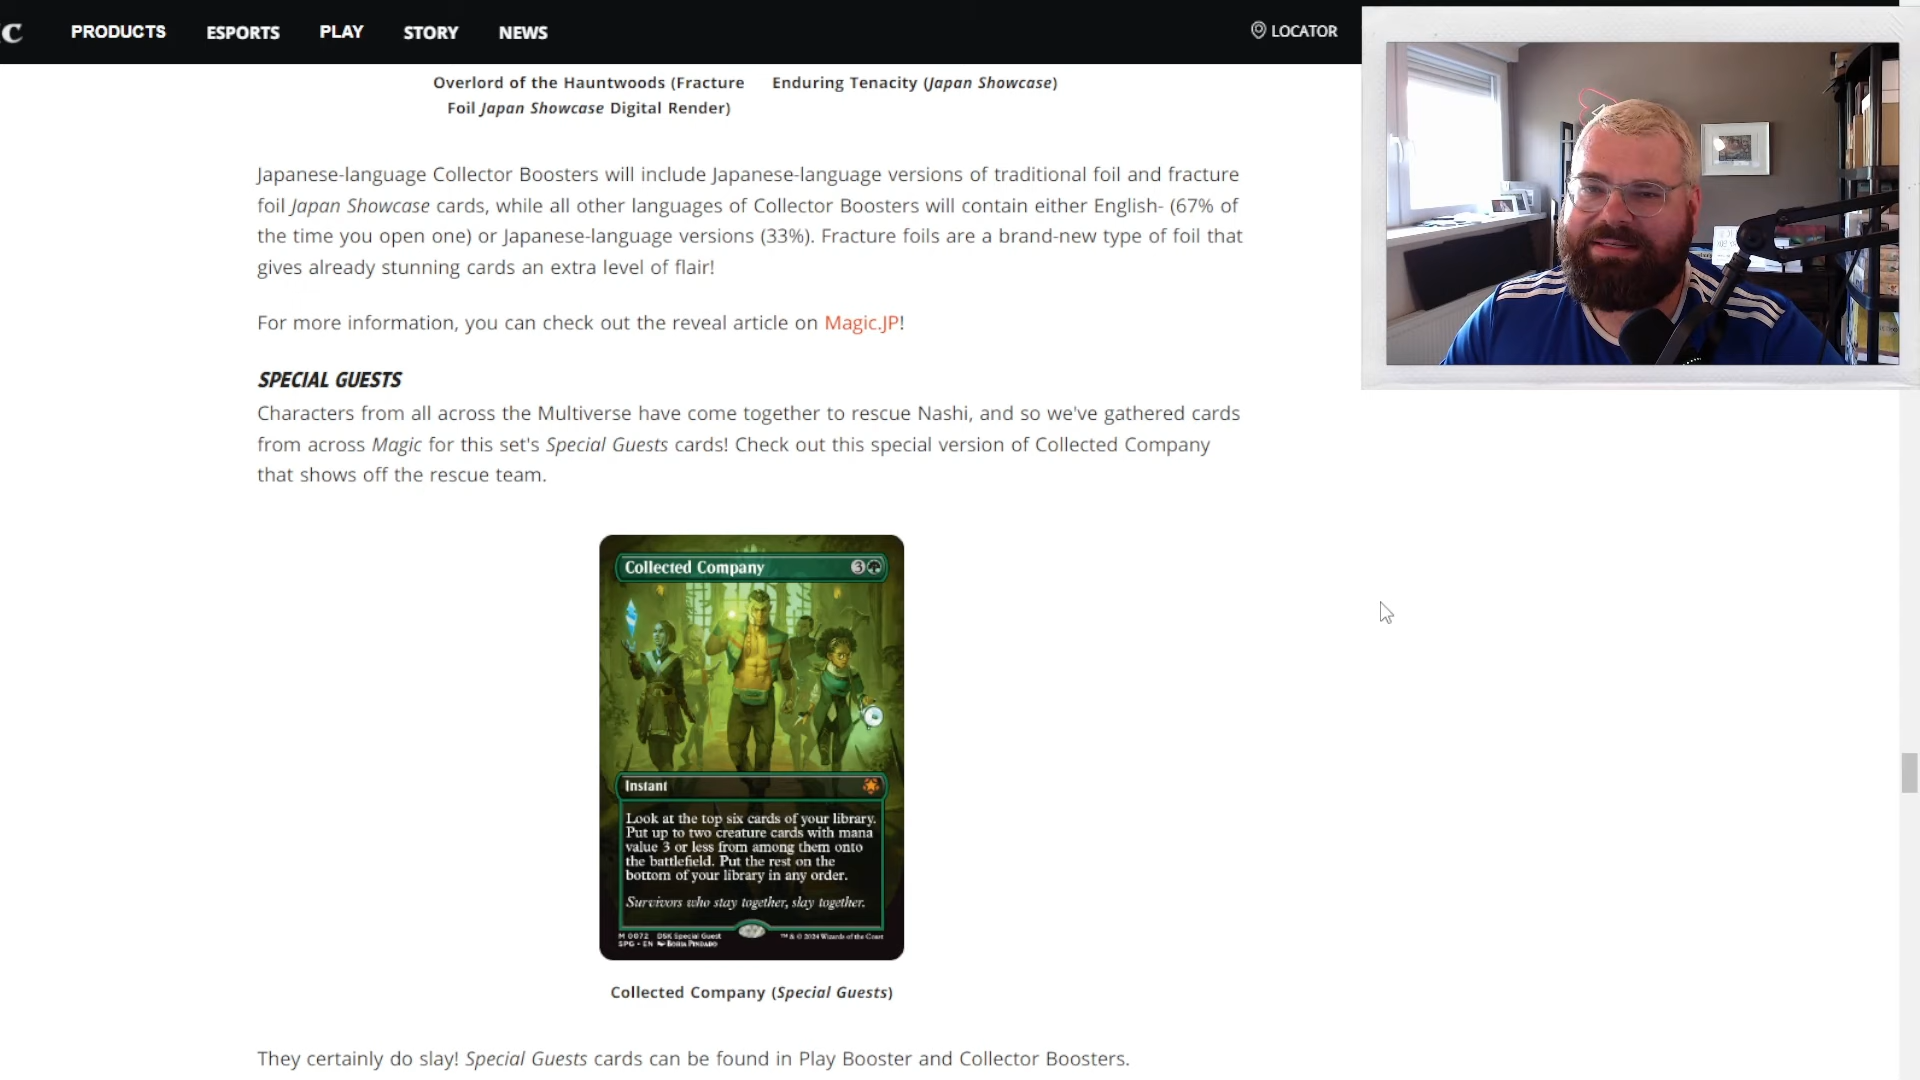 C PRODUCTS ESPORTS PLAY STORY NEWS LOCATOR
Overlord of the Hauntwoods (Fracture
Foil Japan Showcase Digital Render)
Enduring Tenacity (Japan Showcase)
Japanese-language Collector Boosters will include Japanese-language versions of traditional foil and fracture
foil Japan Showcase cards, while all other languages of Collector Boosters will contain either English- (67% of
the time you open one) or Japanese-language versions (33%). Fracture foils are a brand-new type of foil that
gives already stunning cards an extra level of flair!
For more information, you can check out the reveal article on Magic.JP!
SPECIAL GUESTS
Characters from all across the Multiverse have come together to rescue Nashi, and so we've gathered cards
from across Magic for this set's Special Guests cards! Check out this special version of Collected Company
that shows off the rescue team.
Collected Company 3
Instant
Look at the top six cards of your library.
Put up to two creature cards with mana
value 3 or less from among them onto
the battlefield. Put the rest on the
bottom of your library in any order.
Survivors who stay together, slay together.
M 0072 DSK Special Guest
SPG • EN Borja Pindado
™ & © 2024 Wizards of the Coast
Collected Company (Special Guests)
They certainly do slay! Special Guests cards can be found in Play Booster and Collector Boosters.